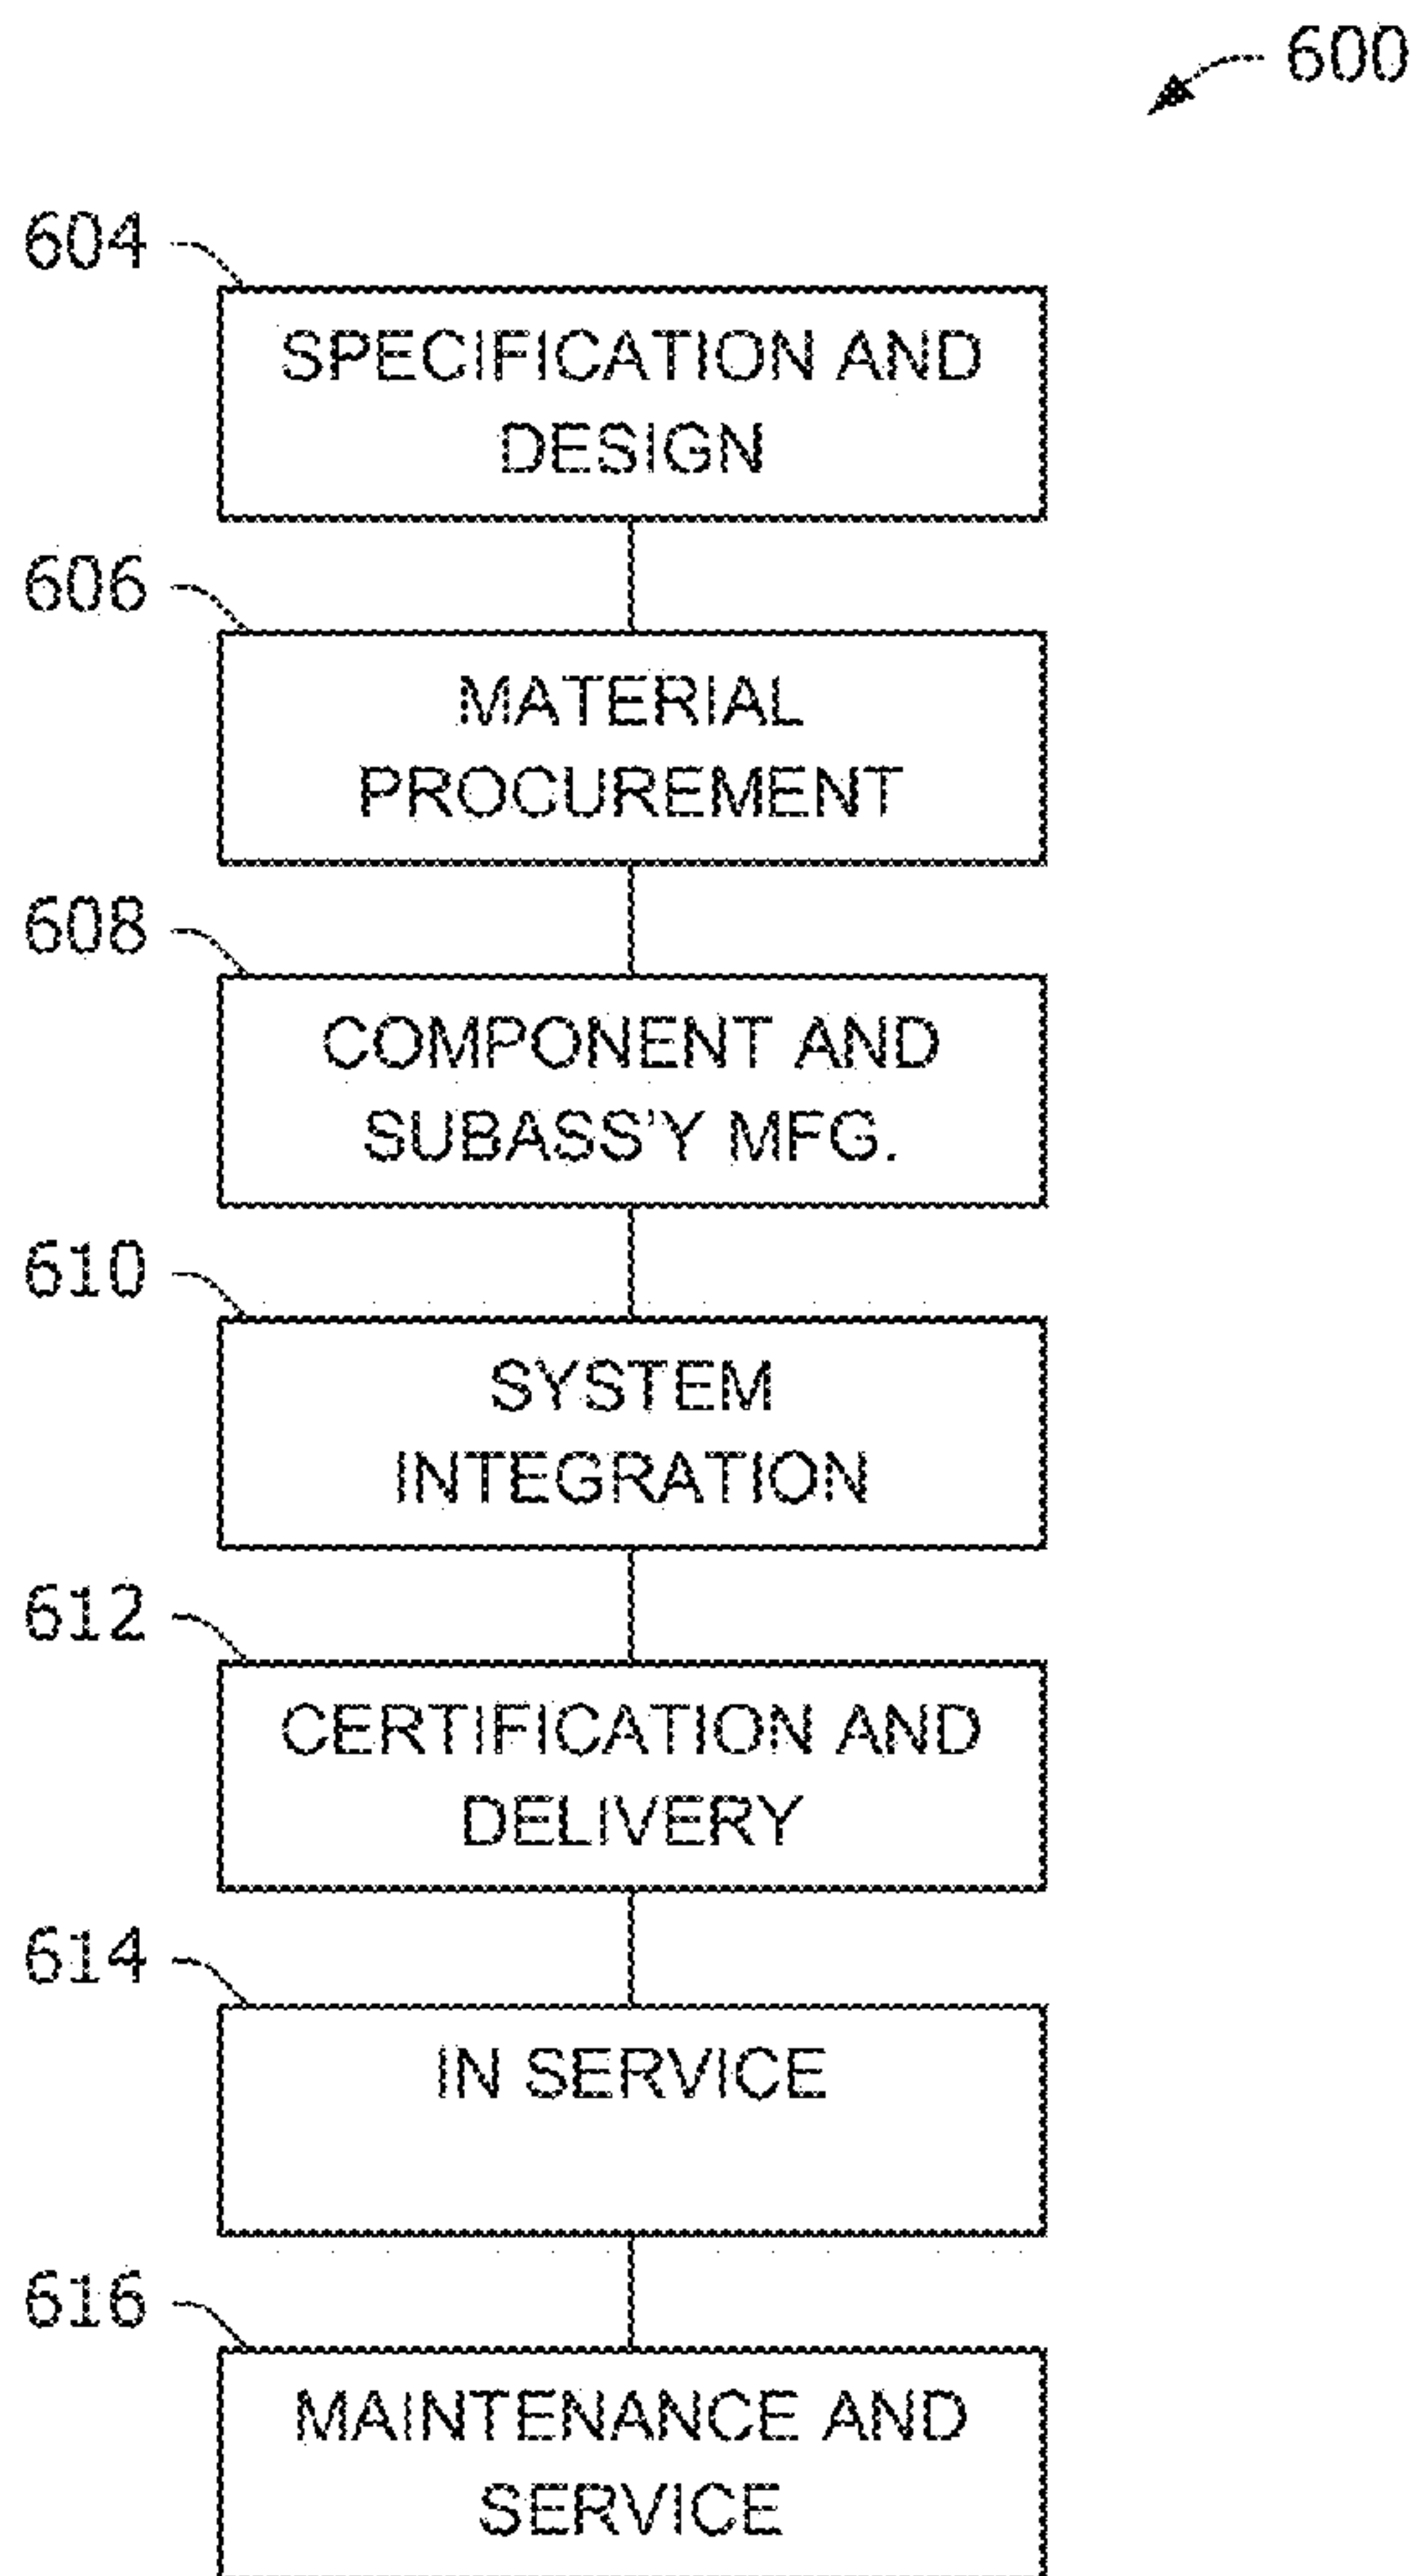 600
604
SPECIFICATION AND
DESIGN
606
MATERIAL
PROCUREMENT
608
COMPONENT AND
SUBASS'Y MFG.
610
SYSTEM
INTEGRATION
612
CERTIFICATION AND
DELIVERY
614
IN SERVICE
616
MAINTENANCE AND
SERVICE